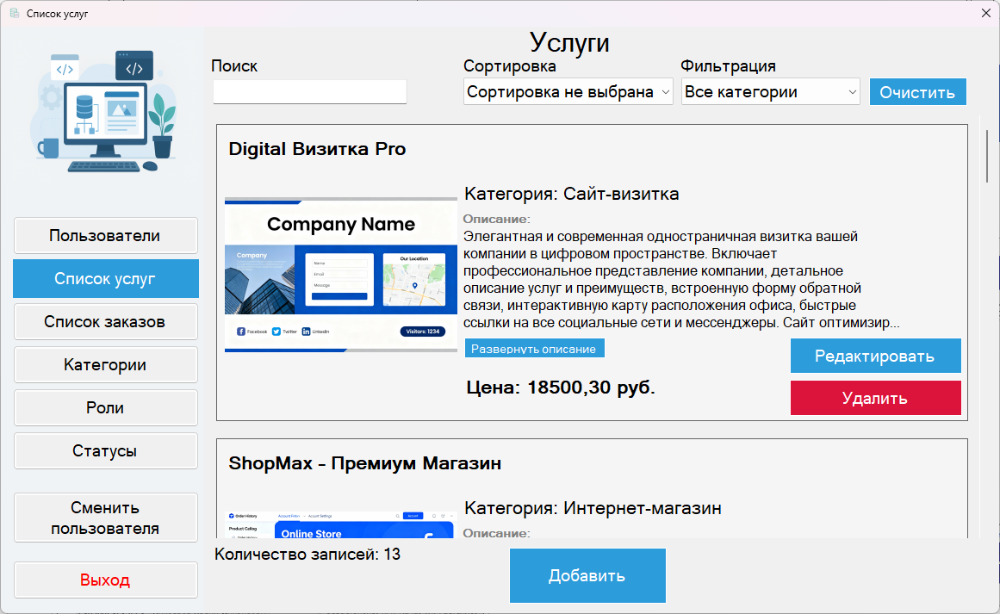 Список услуг
</>
</>
Пользователи
Список услуг
Список заказов
Категории
Роли
Статусы
Сменить
пользователя
Выход
Услуги
Поиск
Сортировка
Фильтрация
Сортировка не выбрана
Все категории
Очистить
Digital Визитка Pro
Company Name
Company
Name
Email
Message
Our Location
Facebook
Twitter
LinkedIn
Visitors: 1234
Категория: Сайт-визитка
Описание:
Элегантная и современная одностраничная визитка вашей
компании в цифровом пространстве. Включает
профессиональное представление компании, детальное
описание услуг и преимуществ, встроенную форму обратной
связи, интерактивную карту расположения офиса, быстрые
ссылки на все социальные сети и мессенджеры. Сайт оптимизир...
Развернуть описание
Цена: 18500,30 руб.
Редактировать
Удалить
ShopMax - Премиум Магазин
Order History
Account Settings
Product Catlog
Online Store
Категория: Интернет-магазин
Описание:
Количество записей: 13
Добавить